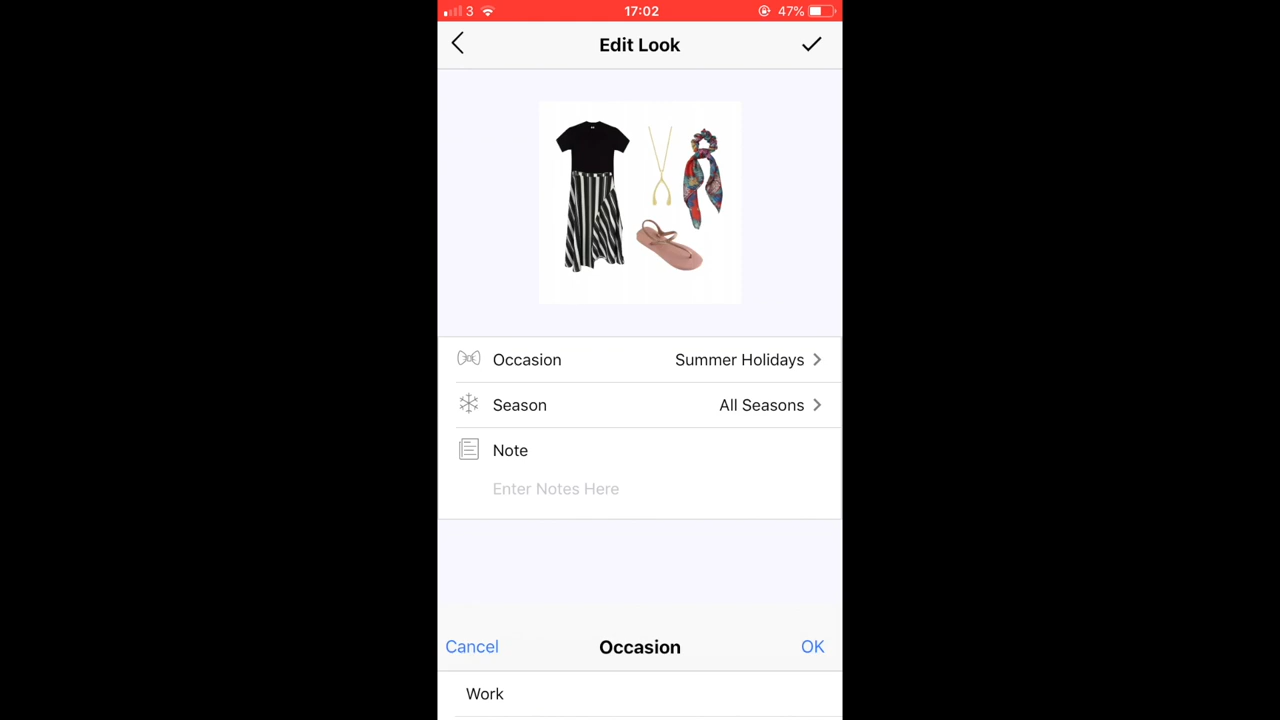 3 17:02 47%
Edit Look
Occasion Summer Holidays
Season All Seasons
Note
Enter Notes Here
Cancel Occasion OK
Work